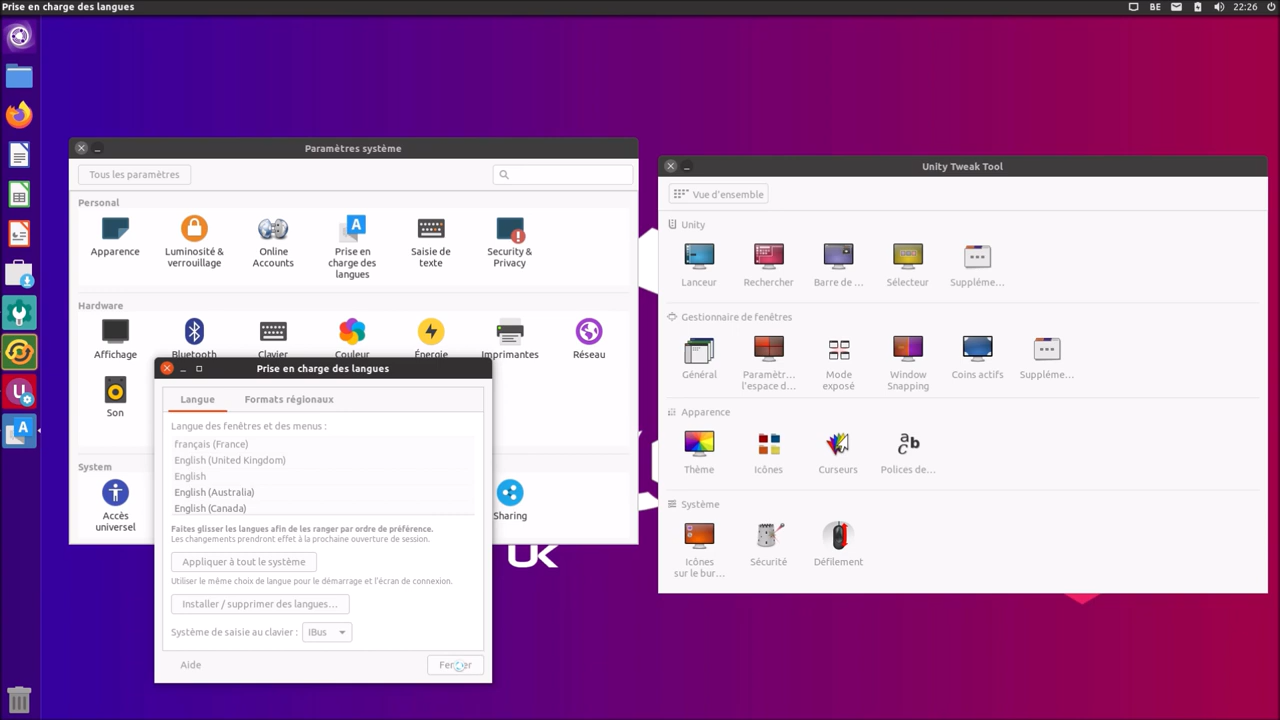 Prise en charge des langues
BE
22:26
Paramètres système
Tous les paramètres
Personal
Apparence
Luminosité &
verrouillage
Online
Accounts
Prise en
charge des
langues
Saisie de
texte
Security &
Privacy
Hardware
Affichage
Bluetooth
Clavier
Couleur
Énergie
Imprimantes
Réseau
Son
System
Accès
universel
Sharing
Prise en charge des langues
Langue
Formats régionaux
Langue des fenêtres et des menus :
français (France)
English (United Kingdom)
English
English (Australia)
English (Canada)
Faites glisser les langues afin de les ranger par ordre de préférence.
Les changements prendront effet à la prochaine ouverture de session.
Appliquer à tout le système
Utiliser le même choix de langue pour le démarrage et l'écran de connexion.
Installer / supprimer des langues...
Système de saisie au clavier :
IBus
Aide
Fermer
Unity Tweak Tool
Vue d'ensemble
Unity
Lanceur
Rechercher
Barre de ...
Sélecteur
Suppléme...
Gestionnaire de fenêtres
Général
Paramètr...
l'espace d...
Mode
exposé
Window
Snapping
Coins actifs
Suppléme...
Apparence
Thème
Icônes
Curseurs
Polices de...
Système
Icônes
sur le bur...
Sécurité
Défilement